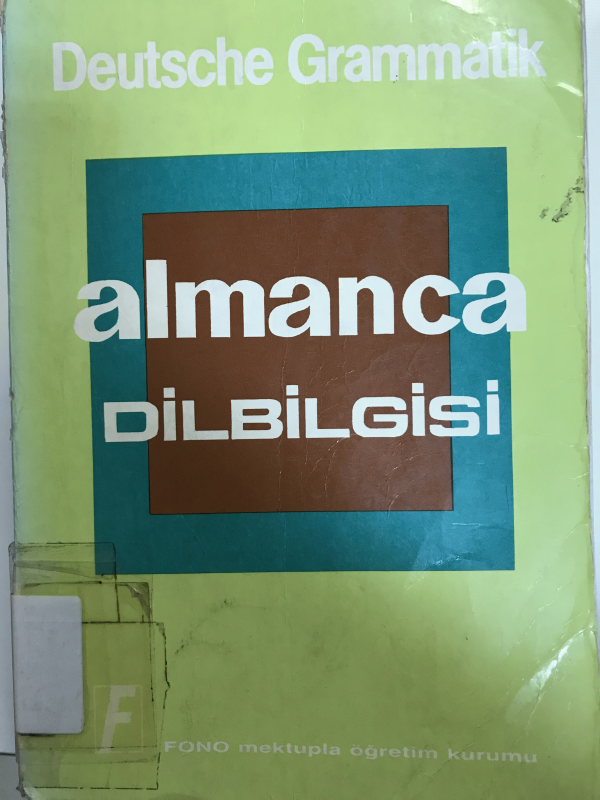 Deutsche Grammatik
almanca
DİLBİLGİSİ
F
FONO mektupla öğretim kurumu